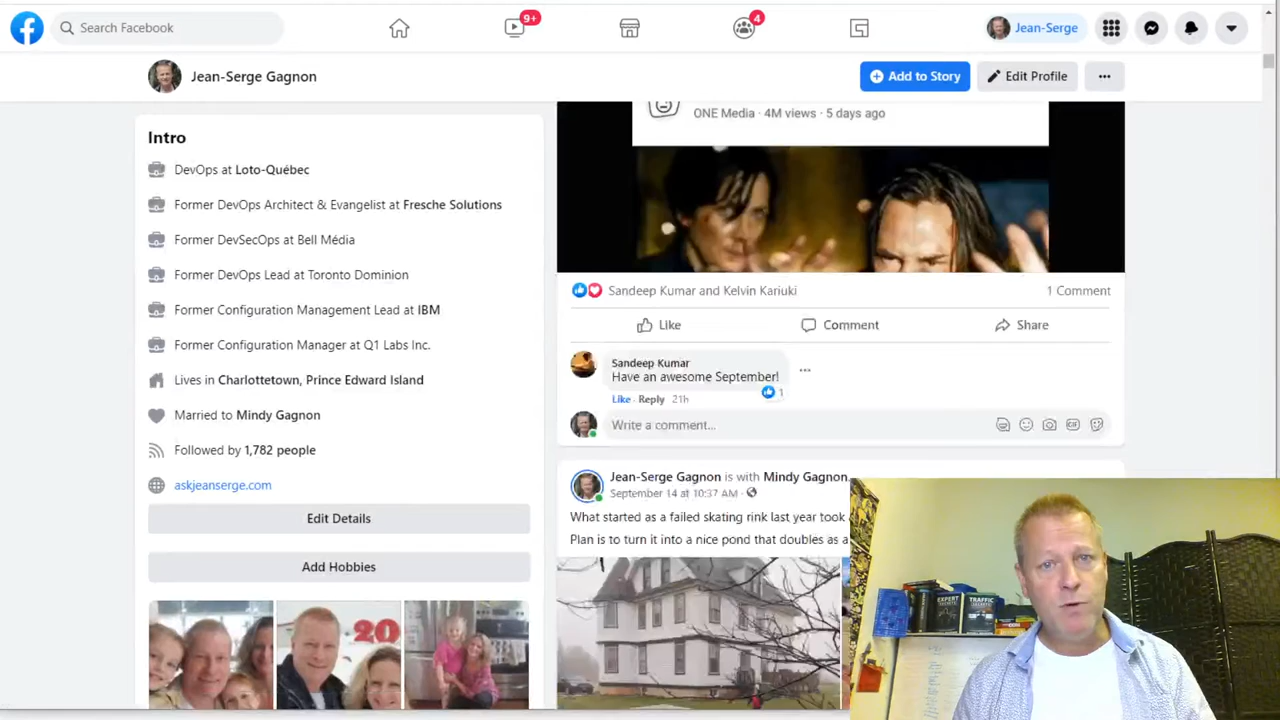 Search Facebook
9+
4
Jean-Serge
Jean-Serge Gagnon
Add to Story
Edit Profile
Intro
DevOps at Loto-Québec
Former DevOps Architect & Evangelist at Fresche Solutions
Former DevSecOps at Bell Média
Former DevOps Lead at Toronto Dominion
Former Configuration Management Lead at IBM
Former Configuration Manager at Q1 Labs Inc.
Lives in Charlottetown, Prince Edward Island
Married to Mindy Gagnon
Followed by 1,782 people
askjeanserge.com
Edit Details
Add Hobbies
20
ONE Media · 4M views · 5 days ago
Sandeep Kumar and Kelvin Kariuki
1 Comment
Like
Comment
Share
Sandeep Kumar
Have an awesome September!
1
Like · Reply 21h
Write a comment...
Jean-Serge Gagnon is with Mindy Gagnon.
September 14 at 10:37 AM ·
What started as a failed skating rink last year took
Plan is to turn it into a nice pond that doubles as a
EXPERT
SECRETS
TRAFFIC
SECRETS